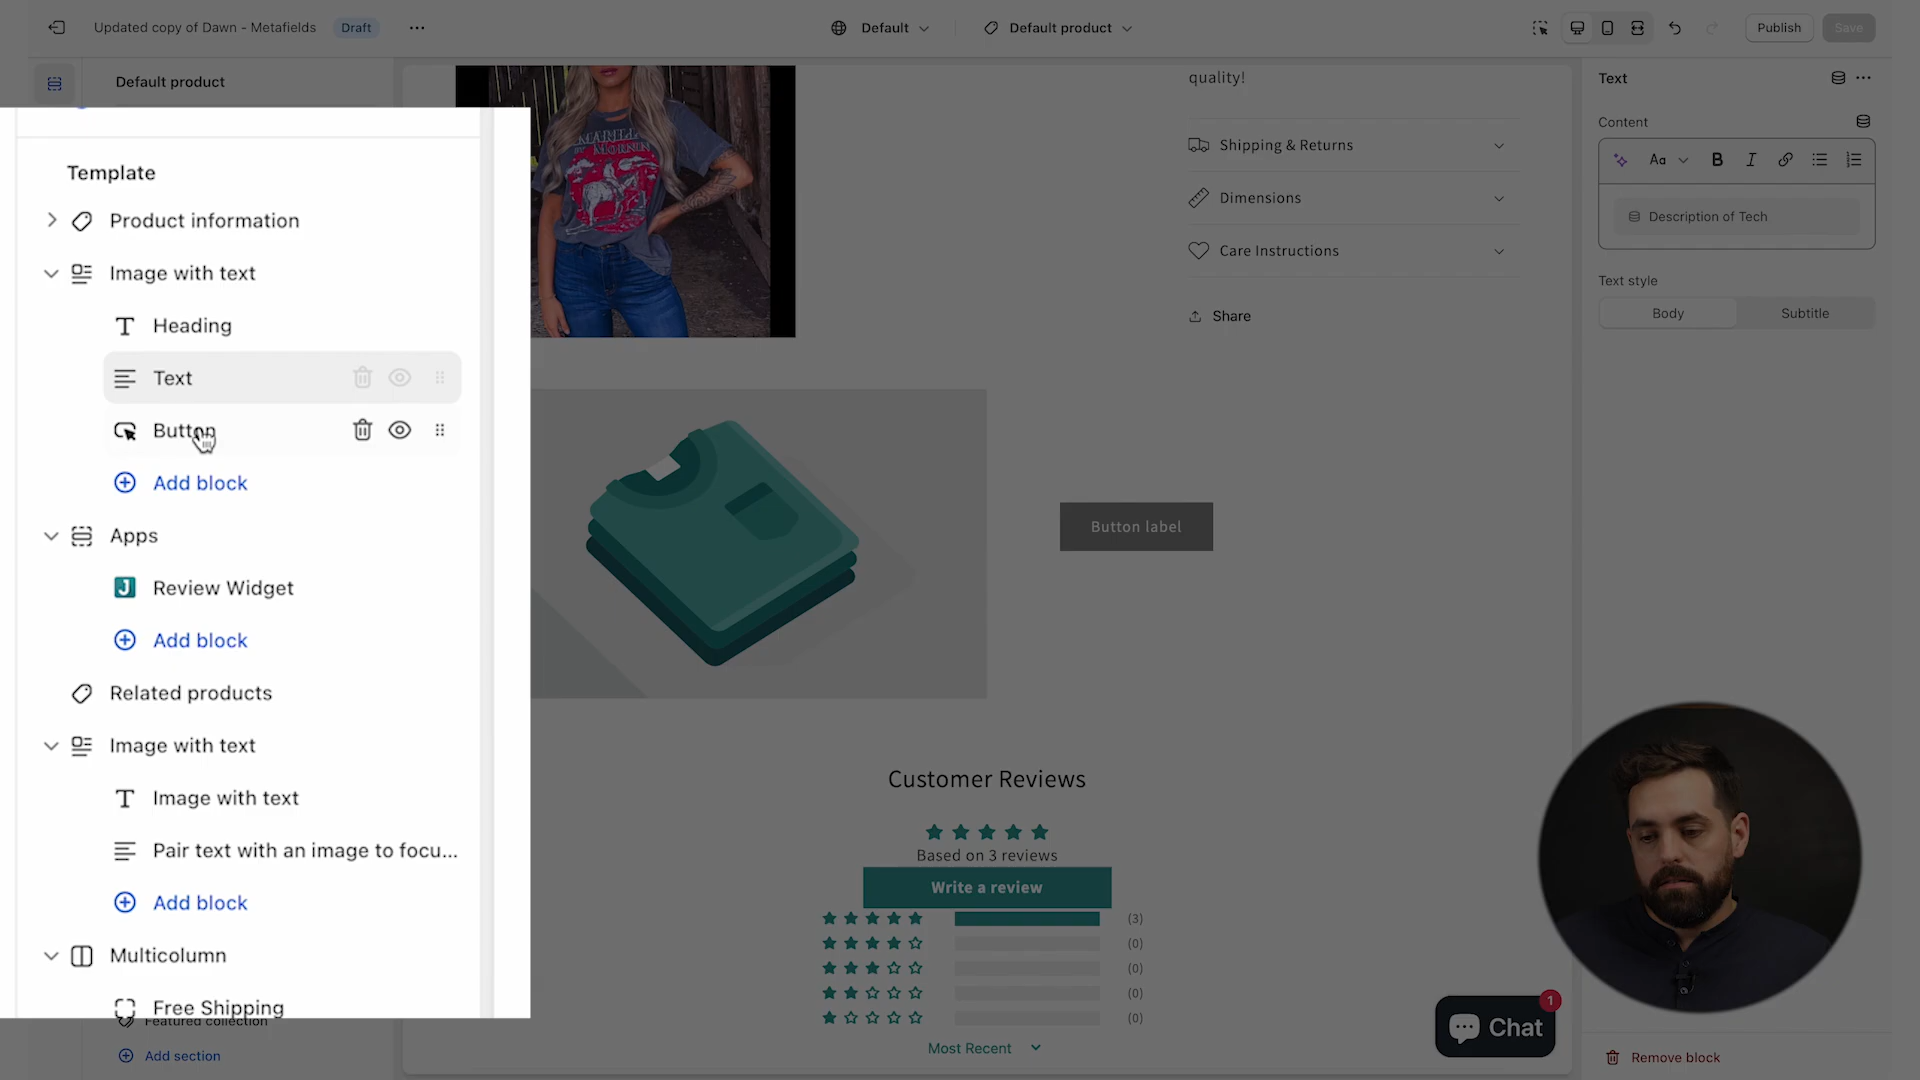 Updated copy of Dawn - Metafields
Draft
Default
Default product
Publish
Save
Default product
Template
Product information
Image with text
Heading
Text
Button
Add block
Apps
Review Widget
Add block
Related products
Image with text
Image with text
Pair text with an image to focu...
Add block
Multicolumn
Free Shipping
Featured collection
Add section
quality!
Shipping & Returns
Dimensions
Care Instructions
Share
Button label
Customer Reviews
Based on 3 reviews
Write a review
(3)
(0)
(0)
(0)
(0)
Most Recent
Chat
1
Text
Content
Aa
B
I
Description of Tech
Text style
Body
Subtitle
Remove block